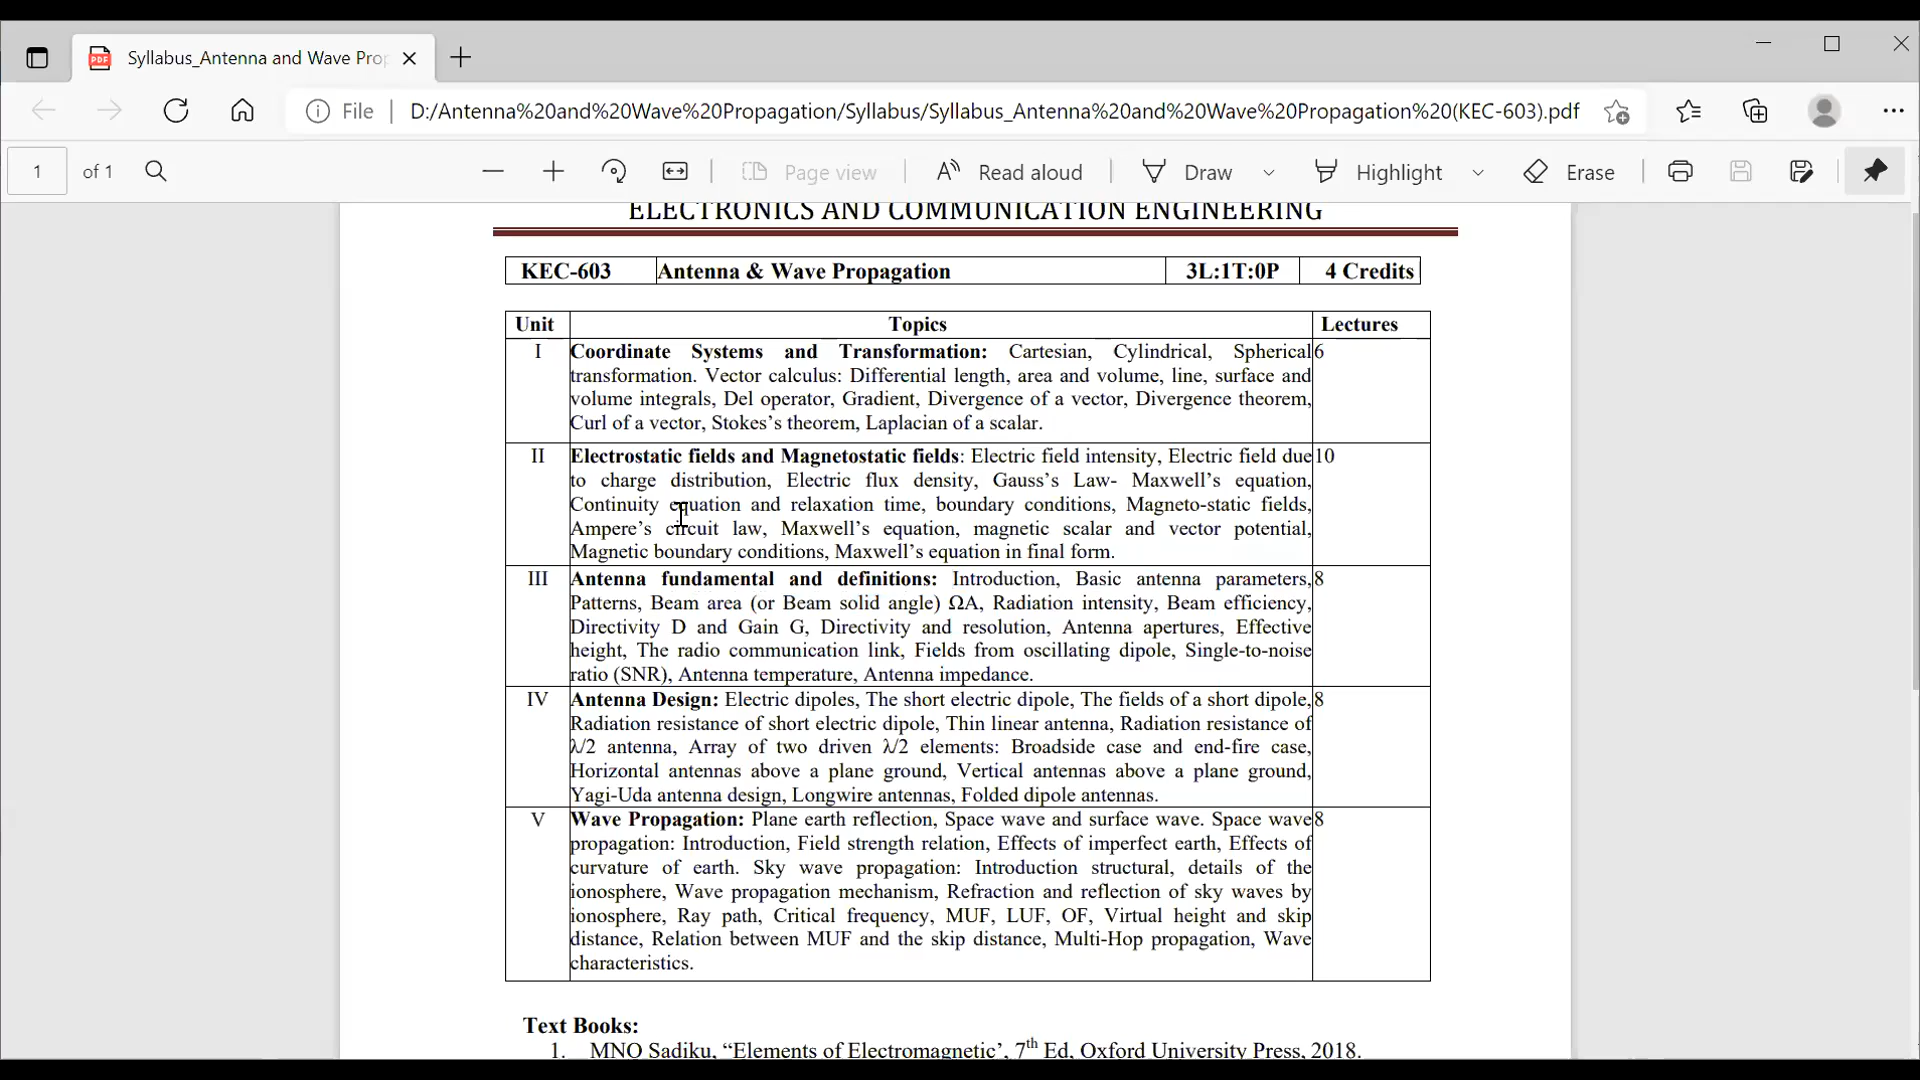 Syllabus_Antenna and Wave Pro
File
D:/Antenna%20and%20Wave%20Propagation/Syllabus/Syllabus_Antenna%20and%20Wave%20Propagation%20(KEC-603).pdf
1 of 1
Page view
Read aloud
Draw
Highlight
Erase
ELECTRONICS AND COMMUNICATION ENGINEERING
KEC-603 Antenna & Wave Propagation 3L:1T:0P 4 Credits
Unit Topics Lectures
I Coordinate Systems and Transformation: Cartesian, Cylindrical, Spherical 6
transformation. Vector calculus: Differential length, area and volume, line, surface and
volume integrals, Del operator, Gradient, Divergence of a vector, Divergence theorem,
Curl of a vector, Stokes’s theorem, Laplacian of a scalar.
II Electrostatic fields and Magnetostatic fields: Electric field intensity, Electric field due 10
to charge distribution, Electric flux density, Gauss’s Law- Maxwell’s equation,
Continuity equation and relaxation time, boundary conditions, Magneto-static fields,
Ampere’s circuit law, Maxwell’s equation, magnetic scalar and vector potential,
Magnetic boundary conditions, Maxwell’s equation in final form.
III Antenna fundamental and definitions: Introduction, Basic antenna parameters, 8
Patterns, Beam area (or Beam solid angle) ΩA, Radiation intensity, Beam efficiency,
Directivity D and Gain G, Directivity and resolution, Antenna apertures, Effective
height, The radio communication link, Fields from oscillating dipole, Single-to-noise
ratio (SNR), Antenna temperature, Antenna impedance.
IV Antenna Design: Electric dipoles, The short electric dipole, The fields of a short dipole, 8
Radiation resistance of short electric dipole, Thin linear antenna, Radiation resistance of
λ/2 antenna, Array of two driven λ/2 elements: Broadside case and end-fire case,
Horizontal antennas above a plane ground, Vertical antennas above a plane ground,
Yagi-Uda antenna design, Longwire antennas, Folded dipole antennas.
V Wave Propagation: Plane earth reflection, Space wave and surface wave. Space wave 8
propagation: Introduction, Field strength relation, Effects of imperfect earth, Effects of
curvature of earth. Sky wave propagation: Introduction structural, details of the
ionosphere, Wave propagation mechanism, Refraction and reflection of sky waves by
ionosphere, Ray path, Critical frequency, MUF, LUF, OF, Virtual height and skip
distance, Relation between MUF and the skip distance, Multi-Hop propagation, Wave
characteristics.
Text Books:
1. MNO Sadiku, “Elements of Electromagnetic’, 7th Ed, Oxford University Press, 2018.